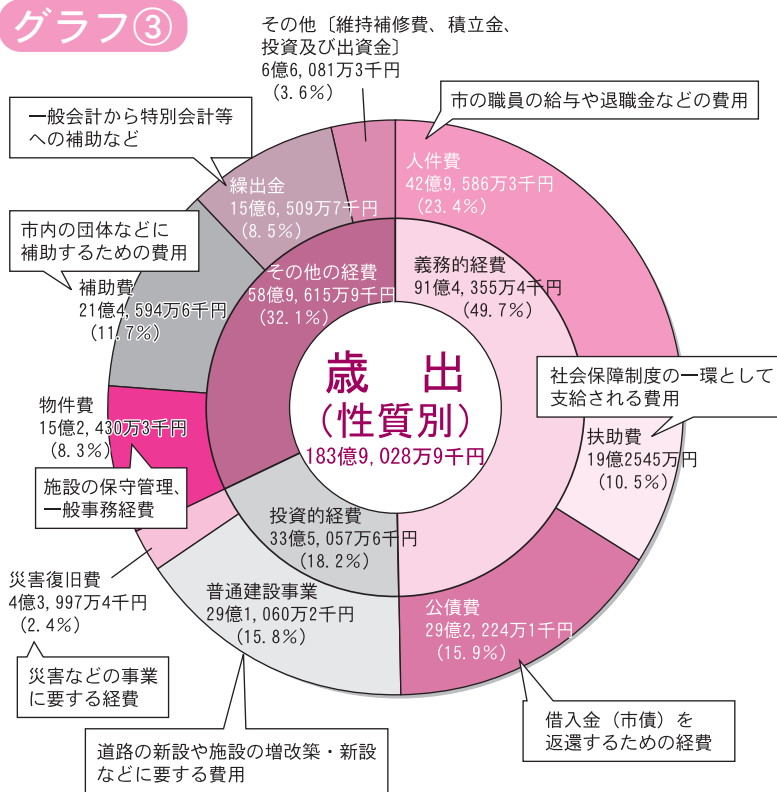 グラフ③
その他〔維持補修費、積立金、
投資及び出資金〕
6億6,081万3千円
(3.6%)
市の職員の給与や退職金などの費用
一般会計から特別会計等
への補助など
人件費
42億9,586万3千円
(23.4%)
繰出金
15億6,509万7千円
(8.5%)
市内の団体などに
補助するための費用
補助費
21億4,594万6千円
(11.7%)
その他の経費
58億9,615万9千円
(32.1%)
義務的経費
91億4,355万4千円
(49.7%)
歳 出
(性質別)
183億9,028万9千円
社会保障制度の一環として
支給される費用
扶助費
19億2545万円
(10.5%)
物件費
15億2,430万3千円
(8.3%)
施設の保守管理、
一般事務経費
投資的経費
33億5,057万6千円
(18.2%)
災害復旧費
4億3,997万4千円
(2.4%)
普通建設事業
29億1,060万2千円
(15.8%)
公債費
29億2,224万1千円
(15.9%)
災害などの事業
に要する経費
借入金(市債)を
返還するための経費
道路の新設や施設の増改築・新設
などに要する費用